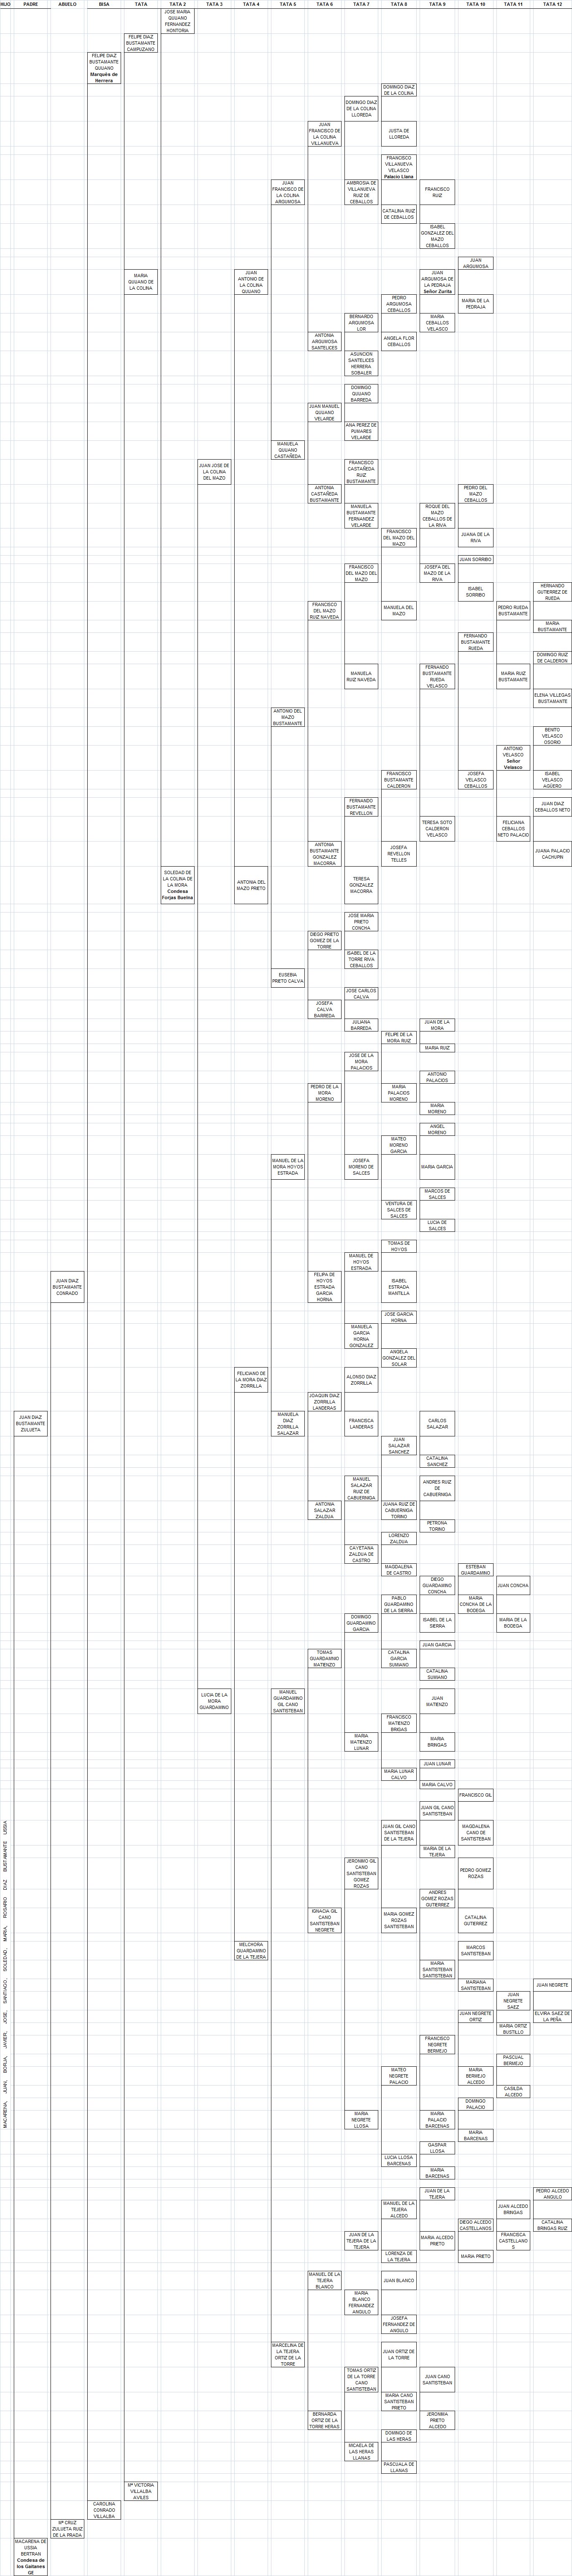 HIJO PADRE ABUELO BISA TATA TATA 2 TATA 3 TATA 4 TATA 5 TATA 6 TATA 7 TATA 8 TATA 9 TATA 10 TATA 11 TATA 12
JOSE MARIA
QUIJANO
FERNANDEZ
HONTORIA
FELIPE DIAZ
BUSTAMANTE
CAMPUZANO
FELIPE DIAZ
BUSTAMANTE
QUIJANO
Marqués de
Herrera
DOMINGO DIAZ
DE LA COLINA
DOMINGO DIAZ
DE LA COLINA
LLOREDA
JUAN
FRANCISCO DE
LA COLINA
VILLANUEVA
JUSTA DE
LLOREDA
FRANCISCO
VILLANUEVA
VELASCO
Palacio Llana
JUAN
FRANCISCO DE
LA COLINA
ARGUMOSA
AMBROSIA DE
VILLANUEVA
RUIZ DE
CEBALLOS
FRANCISCO
RUIZ
CATALINA RUIZ
DE CEBALLOS
ISABEL
GONZALEZ DEL
MAZO
CEBALLOS
JUAN
ARGUMOSA
MARIA
QUIJANO DE
LA COLINA
JUAN
ANTONIO DE
LA COLINA
QUIJANO
JUAN
ARGUMOSA DE
LA PEDRAJA
Señor Zurita
PEDRO
ARGUMOSA
CEBALLOS
MARIA DE LA
PEDRAJA
BERNARDO
ARGUMOSA
LOR
MARIA
CEBALLOS
VELASCO
ANTONIA
ARGUMOSA
SANTELICES
ANGELA FLOR
CEBALLOS
ASUNCION
SANTELICES
HERRERA
SOBALER
DOMINGO
QUIJANO
BARREDA
JUAN MANUEL
QUIJANO
VELARDE
ANA PEREZ DE
PUMARES
VELARDE
MANUELA
QUIJANO
CASTAÑEDA
JUAN JOSE DE
LA COLINA
DEL MAZO
FRANCISCO
CASTAÑEDA
RUIZ
BUSTAMANTE
ANTONIA
CASTAÑEDA
BUSTAMANTE
PEDRO DEL
MAZO
CEBALLOS
MANUELA
BUSTAMANTE
FERNANDEZ
VELARDE
ROQUE DEL
MAZO
CEBALLOS DE
LA RIVA
FRANCISCO
DEL MAZO DEL
MAZO
JUANA DE LA
RIVA
JUAN SORRIBO
FRANCISCO
DEL MAZO DEL
MAZO
JOSEFA DEL
MAZO DE LA
RIVA
ISABEL
SORRIBO
HERNANDO
GUTIERREZ DE
RUEDA
FRANCISCO
DEL MAZO
RUIZ NAVEDA
MANUELA DEL
MAZO
PEDRO RUEDA
BUSTAMANTE
MARIA
BUSTAMANTE
FERNANDO
BUSTAMANTE
RUEDA
DOMINGO RUIZ
DE CALDERON
MANUELA
RUIZ NAVEDA
FERNANDO
BUSTAMANTE
RUEDA
VELASCO
MARIA RUIZ
BUSTAMANTE
ELENA VILLEGAS
BUSTAMANTE
ANTONIO DEL
MAZO
BUSTAMANTE
BENITO
VELASCO
OSORIO
ANTONIO
VELASCO
Señor
Velasco
FRANCISCO
BUSTAMANTE
CALDERON
JOSEFA
VELASCO
CEBALLOS
ISABEL
VELASCO
AGÜERO
FERNANDO
BUSTAMANTE
REVELLON
JUAN DIAZ
CEBALLOS NETO
TERESA SOTO
CALDERON
VELASCO
FELICIANA
CEBALLOS
NETO PALACIO
ANTONIA
BUSTAMANTE
GONZALEZ
MACORRA
JOSEFA
REVELLON
TELLES
JUANA PALACIO
CACHUPIN
SOLEDAD DE
LA COLINA DE
LA MORA
Condesa
Forjas Buelna
ANTONIA DEL
MAZO PRIETO
TERESA
GONZALEZ
MACORRA
JOSE MARIA
PRIETO
CONCHA
DIEGO PRIETO
GOMEZ DE LA
TORRE
ISABEL DE LA
TORRE RIVA
CEBALLOS
EUSEBIA
PRIETO CALVA
JOSE CARLOS
CALVA
JOSEFA
CALVA
BARREDA
JULIANA
BARREDA
JUAN DE LA
MORA
FELIPE DE LA
MORA RUIZ
MARIA RUIZ
JOSE DE LA
MORA
PALACIOS
ANTONIO
PALACIOS
PEDRO DE LA
MORA
MORENO
MARIA
PALACIOS
MORENO
MARIA
MORENO
ANGEL
MORENO
MATEO
MORENO
GARCIA
MANUEL DE LA
MORA HOYOS
ESTRADA
JOSEFA
MORENO DE
SALCES
MARIA GARCIA
MARCOS DE
SALCES
VENTURA DE
SALCES DE
SALCES
LUCIA DE
SALCES
TOMAS DE
HOYOS
MANUEL DE
HOYOS
ESTRADA
JUAN DIAZ
BUSTAMANTE
CONRADO
FELIPA DE
HOYOS
ESTRADA
GARCIA
HORNA
ISABEL
ESTRADA
MANTILLA
JOSE GARCIA
HORNA
MANUELA
GARCIA
HORNA
GONZALEZ
ANGELA
GONZALEZ DEL
SOLAR
FELICIANO DE
LA MORA DIAZ
ZORRILLA
ALONSO DIAZ
ZORRILLA
JOAQUIN DIAZ
ZORRILLA
LANDERAS
JUAN DIAZ
BUSTAMANTE
ZULUETA
MANUELA
DIAZ
ZORRILLA
SALAZAR
FRANCISCA
LANDERAS
CARLOS
SALAZAR
JUAN
SALAZAR
SANCHEZ
CATALINA
SANCHEZ
MANUEL
SALAZAR
RUIZ DE
CABUERNIGA
ANDRES RUIZ
DE
CABUERNIGA
ANTONIA
SALAZAR
ZALDUA
JUANA RUIZ DE
CABUERNIGA
TORINO
PETRONA
TORINO
LORENZO
ZALDUA
CAYETANA
ZALDUA DE
CASTRO
MAGDALENA
DE CASTRO
ESTEBAN
GUARDAMINO
DIEGO
GUARDAMINO
CONCHA
JUAN CONCHA
PABLO
GUARDAMINO
DE LA SIERRA
MARIA
CONCHA DE LA
BODEGA
DOMINGO
GUARDAMINO
GARCIA
ISABEL DE LA
SIERRA
MARIA DE LA
BODEGA
JUAN GARCIA
TOMAS
GUARDAMINO
MATIENZO
CATALINA
GARCIA
SUMANO
CATALINA
SUMANO
LUCIA DE LA
MORA
GUARDAMINO
MANUEL
GUARDAMINO
GIL CANO
SANTISTEBAN
JUAN
MATIENZO
FRANCISCO
MATIENZO
BRIGAS
MARIA
MATIENZO
LUNAR
MARIA
BRINGAS
JUAN LUNAR
MARIA LUNAR
CALVO
MARIA CALVO
FRANCISCO GIL
JUAN GIL CANO
SANTISTEBAN
JUAN GIL CANO
SANTISTEBAN
DE LA TEJERA
MAGDALENA
CANO DE
SANTISTEBAN
MARIA DE LA
TEJERA
JERONIMO GIL
CANO
SANTISTEBAN
GOMEZ
ROZAS
PEDRO GOMEZ
ROZAS
ANDRES
GOMEZ ROZAS
GUTIERREZ
IGNACIA GIL
CANO
SANTISTEBAN
NEGRETE
MARIA GOMEZ
ROZAS
SANTISTEBAN
CATALINA
GUTIERREZ
MELCHORA
GUARDAMINO
DE LA TEJERA
MARCOS
SANTISTEBAN
MARIA
SANTISTEBAN
SANTISTEBAN
MARIANA
SANTISTEBAN
JUAN NEGRETE
JUAN
NEGRETE
SAEZ
JUAN NEGRETE
ORTIZ
ELVIRA SAEZ DE
LA PEÑA
MARIA ORTIZ
BUSTILLO
FRANCISCO
NEGRETE
BERMEJO
PASCUAL
BERMEJO
MATEO
NEGRETE
PALACIO
MARIA
BERMEJO
ALCEDO
CASILDA
ALCEDO
DOMINGO
PALACIO
MARIA
NEGRETE
LLOSA
MARIA
PALACIO
BARCENAS
MARIA
BARCENAS
GASPAR
LLOSA
LUCIA LLOSA
BARCENAS
MARIA
BARCENAS
JUAN DE LA
TEJERA
PEDRO ALCEDO
ANGULO
MANUEL DE LA
TEJERA
ALCEDO
JUAN ALCEDO
BRINGAS
DIEGO ALCEDO
CASTELLANOS
CATALINA
BRINGAS RUIZ
JUAN DE LA
TEJERA DE LA
TEJERA
MARIA ALCEDO
PRIETO
FRANCISCA
CASTELLANO
S
LORENZA DE
LA TEJERA
MARIA PRIETO
MANUEL DE LA
TEJERA
BLANCO
JUAN BLANCO
MARIA
BLANCO
FERNANDEZ
ANGULO
JOSEFA
FERNANDEZ DE
ANGULO
MARCELINA DE
LA TEJERA
ORTIZ DE LA
TORRE
JUAN ORTIZ DE
LA TORRE
TOMAS ORTIZ
DE LA TORRE
CANO
SANTISTEBAN
JUAN CANO
SANTISTEBAN
MARIA CANO
SANTISTEBAN
PRIETO
BERNARDA
ORTIZ DE LA
TORRE HERAS
JERONIMA
PRIETO
ALCEDO
DOMINGO DE
LAS HERAS
MICAELA DE
LAS HERAS
LLANAS
PASCUALA DE
LLANAS
Mª VICTORIA
VILLALBA
AVILES
CAROLINA
CONRADO
VILLALBA
Mª CRUZ
ZULUETA RUIZ
DE LA PRADA
MACARENA DE
USSIA
BERTRAN
Condesa de
los Gaitanes
GE
MACARENA, JUAN, BORJA, JAVIER, JOSE, SANTIAGO, SOLEDAD, MARIA, ROSARIO DIAZ BUSTAMANTE USSIA